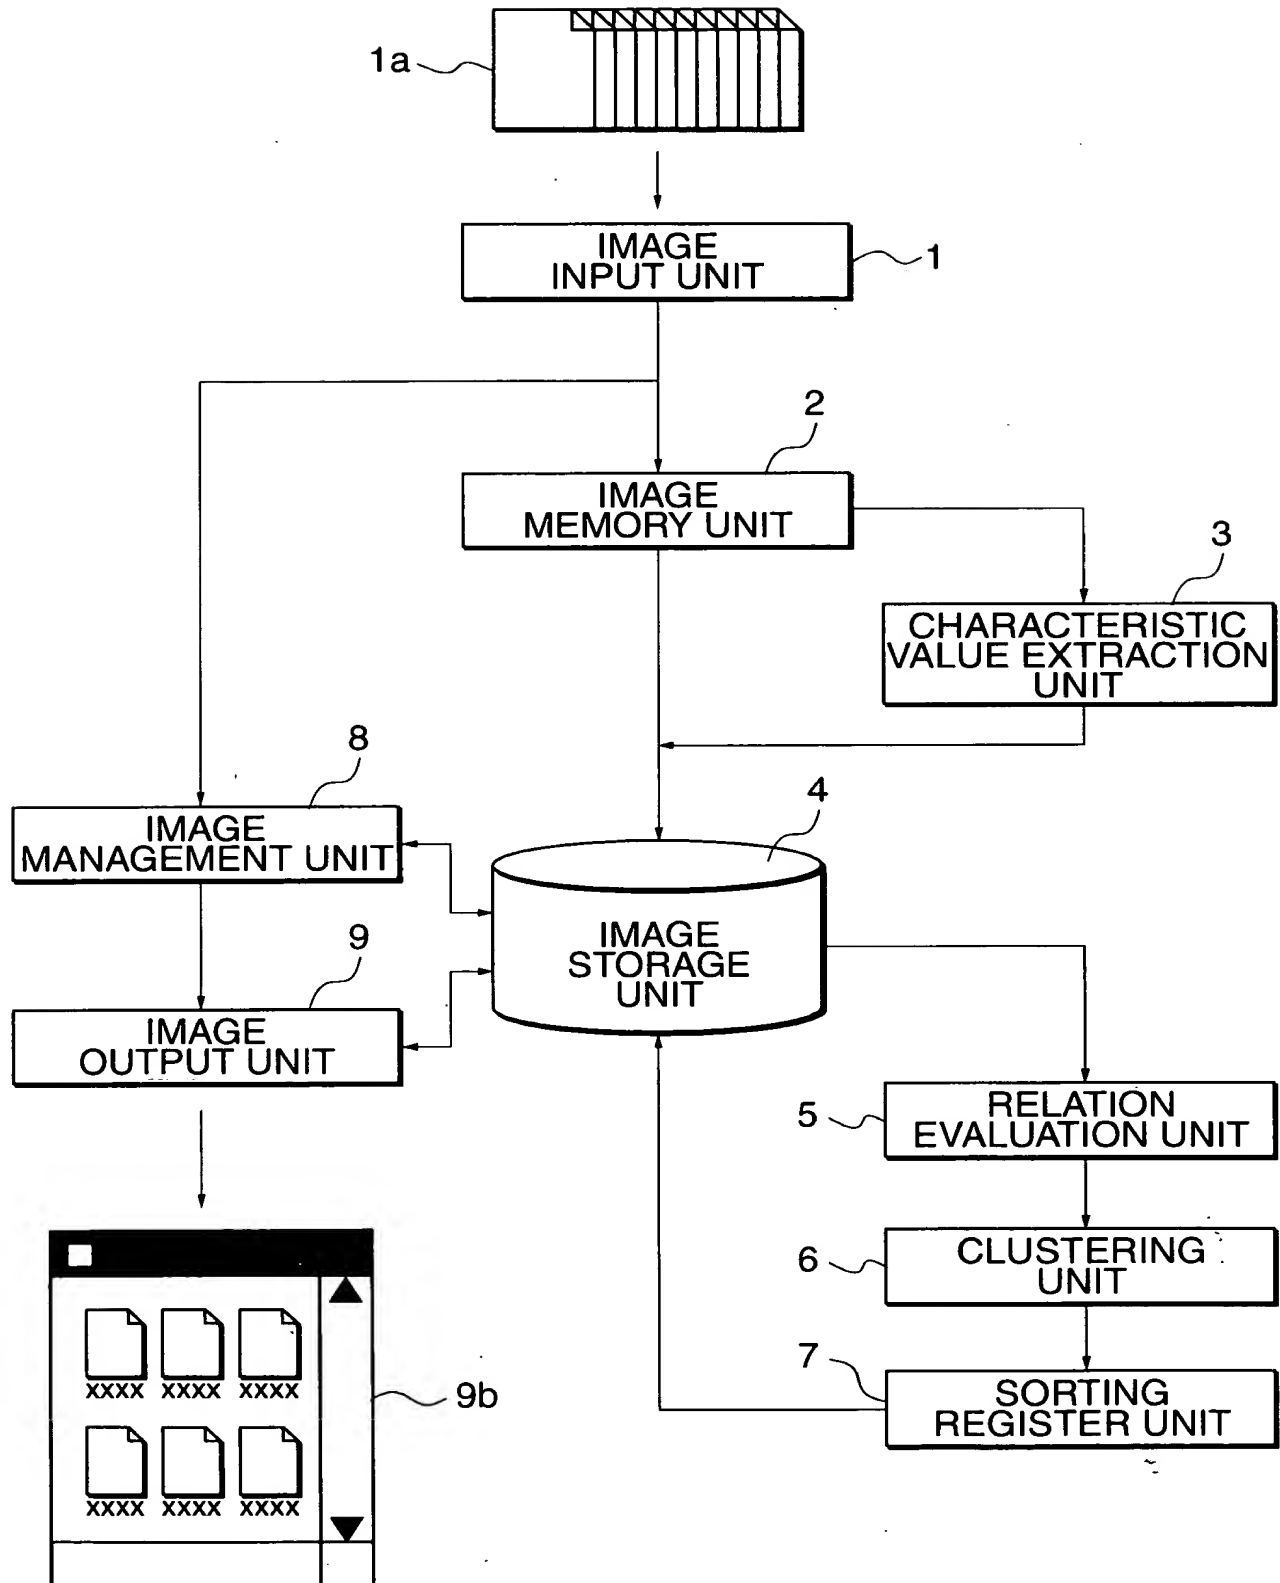 1a
IMAGE
INPUT UNIT
1
2
IMAGE
MEMORY UNIT
3
CHARACTERISTIC
VALUE EXTRACTION
UNIT
8
IMAGE
MANAGEMENT UNIT
4
IMAGE
STORAGE
UNIT
9
IMAGE
OUTPUT UNIT
5
RELATION
EVALUATION UNIT
6
CLUSTERING
UNIT
7
SORTING
REGISTER UNIT
XXXX XXXX XXXX
9b
XXXX XXXX XXXX